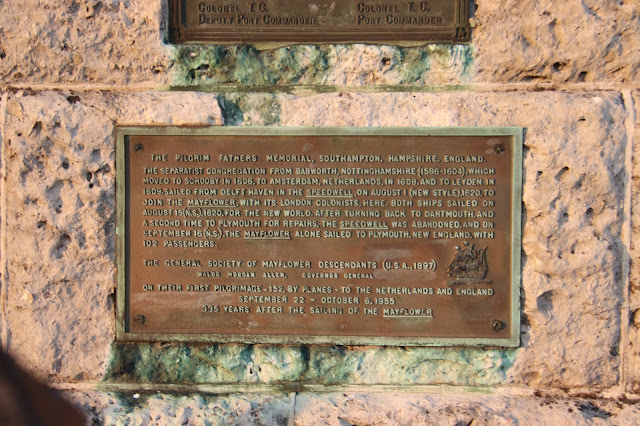 COLONEL T.C. COLONEL T.C.
DEPUTY PORT COMMANDER PORT COMMANDER
THE PILGRIM FATHERS MEMORIAL, SOUTHAMPTON, HAMPSHIRE, ENGLAND.
THE SEPARATIST CONGREGATION FROM BABWORTH, NOTTINGHAMSHIRE (1586-1604), WHICH
MOVED TO SCROOBY IN 1606, TO AMSTERDAM, NETHERLANDS, IN 1608, AND TO LEYDEN IN
1609, SAILED FROM DELFT HAVEN IN THE SPEEDWELL, ON AUGUST 1 (NEW STYLE), 1620, TO
JOIN THE MAYFLOWER, WITH ITS LONDON COLONISTS, HERE. BOTH SHIPS SAILED ON
AUGUST 15 (N.S.), 1620, FOR THE NEW WORLD. AFTER TURNING BACK TO DARTMOUTH, AND
A SECOND TIME TO PLYMOUTH FOR REPAIRS, THE SPEEDWELL WAS ABANDONED, AND ON
SEPTEMBER 16 (N.S.), THE MAYFLOWER ALONE SAILED TO PLYMOUTH, NEW ENGLAND, WITH
102 PASSENGERS.
THE GENERAL SOCIETY OF MAYFLOWER DESCENDANTS (U.S.A., 1897)
WALDO MORGAN ALLEN, GOVERNOR GENERAL
ON THEIR FIRST PILGRIMAGE - 152, BY PLANES - TO THE NETHERLANDS AND ENGLAND
SEPTEMBER 22 - OCTOBER 6, 1955
335 YEARS AFTER THE SAILING OF THE MAYFLOWER